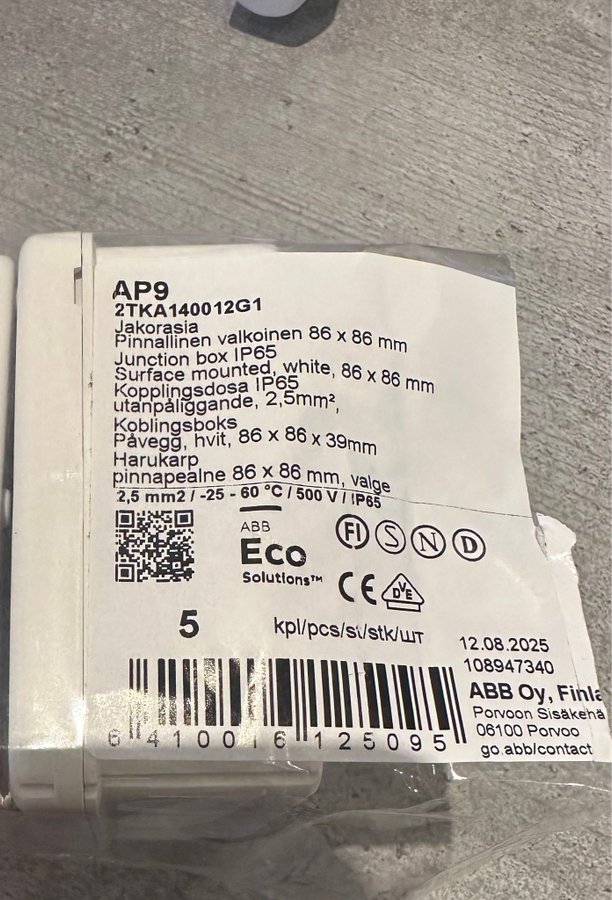 AP9
2TKA140012G1
Jakorasia
Pinnallinen valkoinen 86 x 86 mm
Junction box IP65
Surface mounted, white, 86 x 86 mm
Kopplingsdosa IP65
utanpåliggande, 2,5mm²,
Koblingsboks
Påvegg, hvit, 86 x 86 x 39mm
Harukarp
pinnapealne 86 x 86 mm, valge
2,5 mm2 / -25 - 60 °C / 500 V / IP65
ABB
Eco
Solutions™
FI S N D
CE DVE
5 kpl/pcs/st/stk/шт
12.08.2025
108947340
ABB Oy, Finla
Porvoon Sisäkehä
06100 Porvoo
go.abb/contact
6 410016 125095